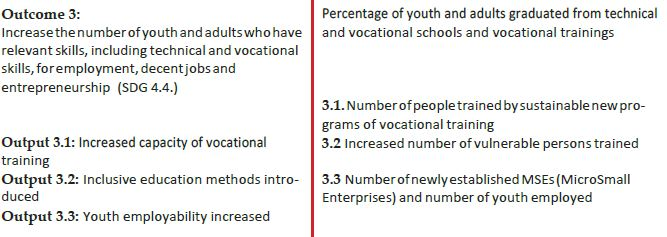 Outcome 3:
Increase the number of youth and adults who have
relevant skills, including technical and vocational
skills, for employment, decent jobs and
entrepreneurship (SDG 4.4.)
Output 3.1: Increased capacity of vocational
training
Output 3.2: Inclusive education methods intro-
duced
Output 3.3: Youth employability increased
Percentage of youth and adults graduated from technical
and vocational schools and vocational trainings
3.1. Number of people trained by sustainable new pro-
grams of vocational training
3.2 Increased number of vulnerable persons trained
3.3 Number of newly established MSEs (MicroSmall
Enterprises) and number of youth employed